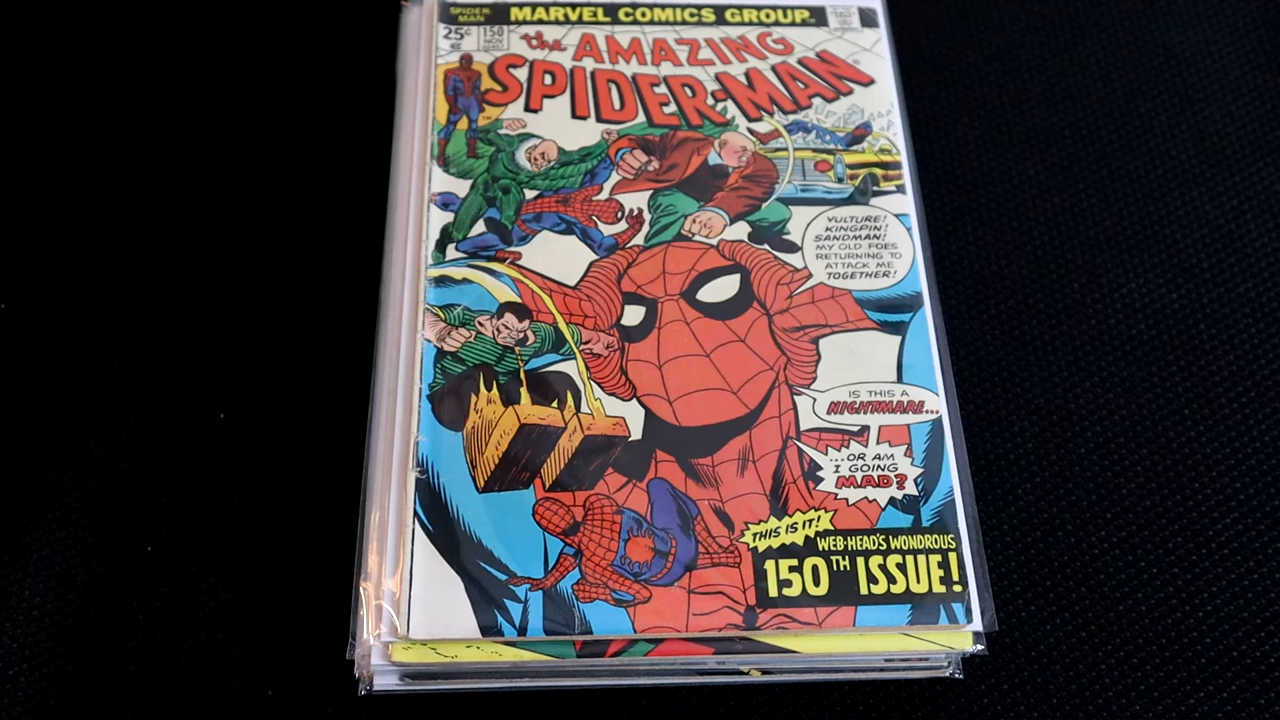 SPIDER-
MAN
MARVEL COMICS GROUP
25¢
150
NOV
the AMAZING
SPIDER-MAN
VULTURE!
KINGPIN!
SANDMAN!
MY OLD FOES
RETURNING TO
ATTACK ME
TOGETHER!
IS THIS A
NIGHTMARE...
...OR AM
I GOING
MAD?
THIS IS IT!
WEB-HEAD'S WONDROUS
150TH ISSUE!